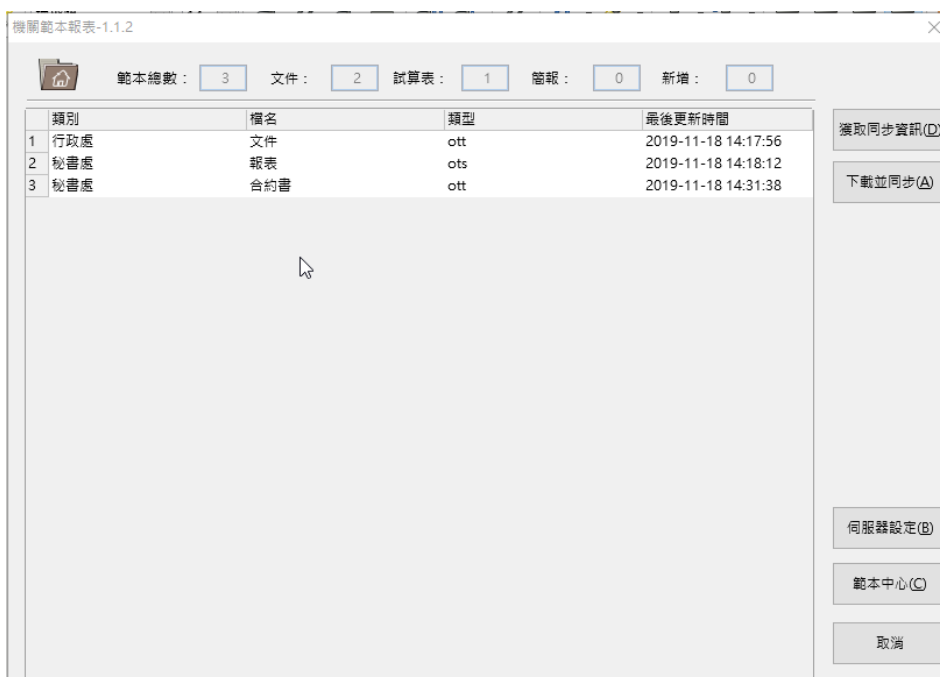 機關範本報表-1.1.2
範本總數： 3 文件： 2 試算表： 1 簡報： 0 新增： 0
類別 檔名 類型 最後更新時間
1 行政處 文件 ott 2019-11-18 14:17:56
2 秘書處 報表 ots 2019-11-18 14:18:12
3 秘書處 合約書 ott 2019-11-18 14:31:38
獲取同步資訊(D)
下載並同步(A)
伺服器設定(B)
範本中心(C)
取消